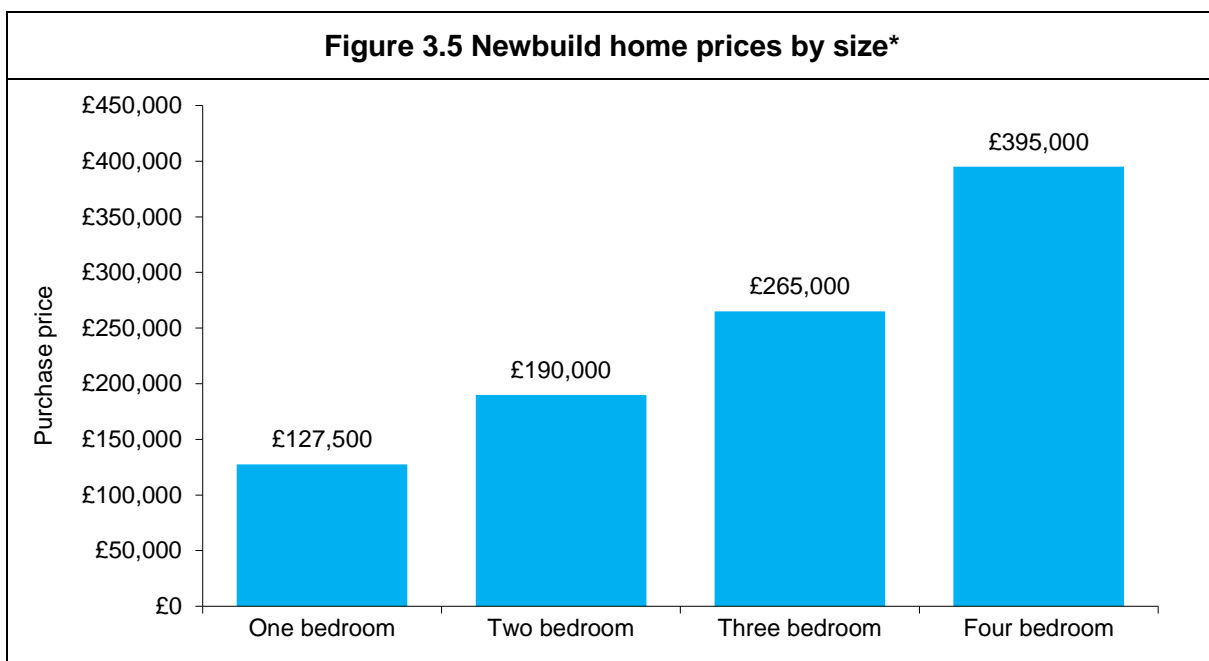 Figure 3.5 Newbuild home prices by size*
£450,000
£400,000
£350,000
£300,000
£250,000
£200,000
£150,000
£100,000
£50,000
£0
Purchase price
£127,500
£190,000
£265,000
£395,000
One bedroom
Two bedroom
Three bedroom
Four bedroom